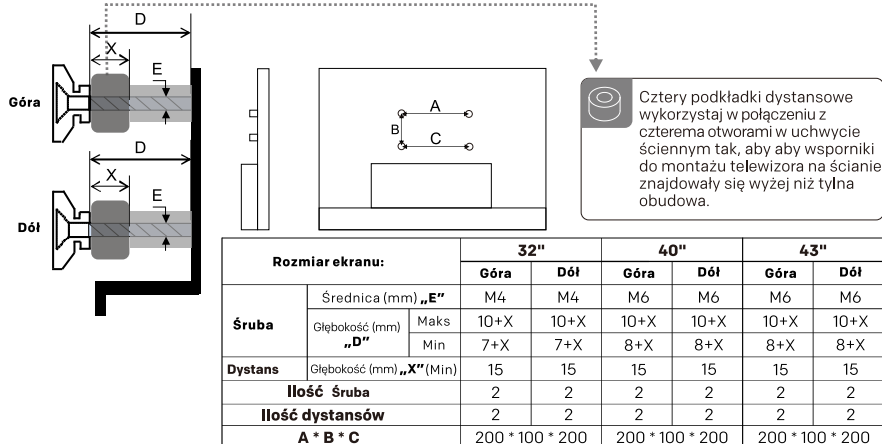 D
X
E
Góra
D
X
E
Dół
A
B
C
Cztery podkładki dystansowe
wykorzystaj w połączeniu z
czterema otworami w uchwycie
ściennym tak, aby aby wsporniki
do montażu telewizora na ścianie
znajdowały się wyżej niż tylna
obudowa.
Rozmiar ekranu: 32" 40" 43"
Góra Dół Góra Dół Góra Dół
Śruba Średnica (mm) „E” M4 M4 M6 M6 M6 M6
Głębokość (mm) „D” Maks 10+X 10+X 10+X 10+X 10+X 10+X
Min 7+X 7+X 8+X 8+X 8+X 8+X
Dystans Głębokość (mm) „X” (Min) 15 15 15 15 15 15
Ilość Śruba 2 2 2 2 2 2
Ilość dystansów 2 2 2 2 2 2
A * B * C 200 * 100 * 200 200 * 100 * 200 200 * 100 * 200